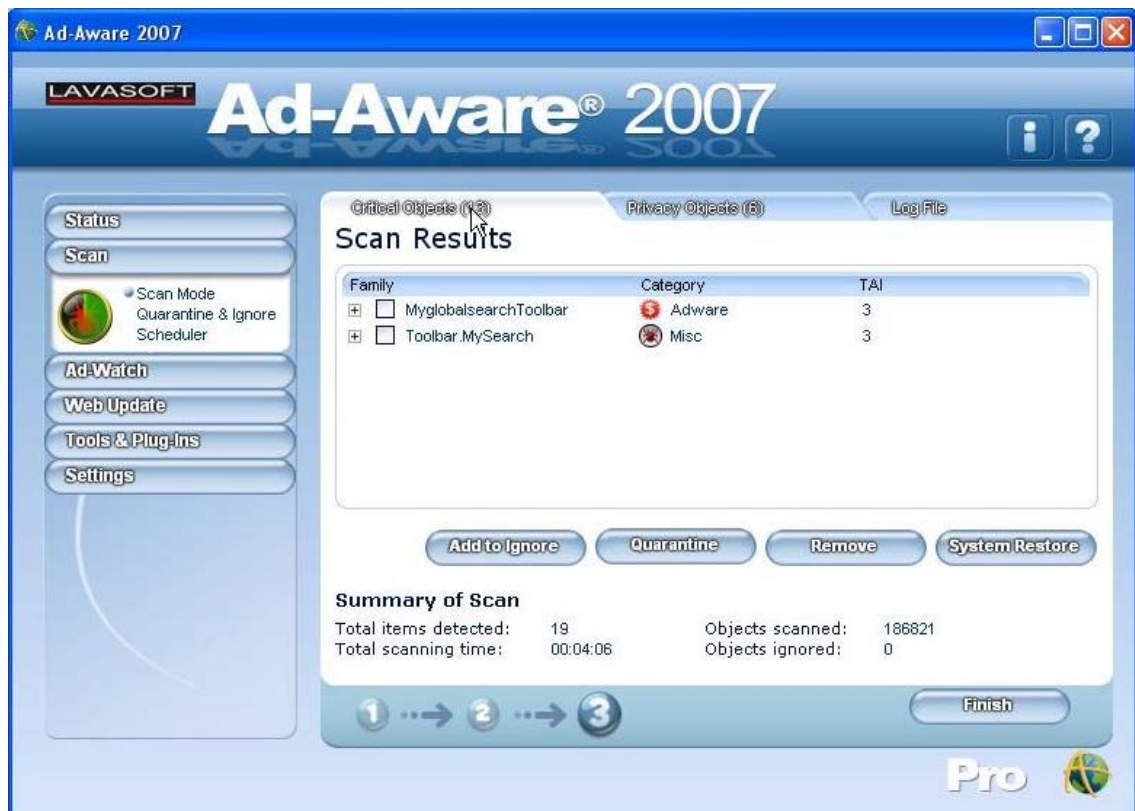 Ad-Aware 2007
LAVASOFT
Ad-Aware® 2007
i ?
Status
Scan
Scan Mode
Quarantine & Ignore
Scheduler
Ad-Watch
Web Update
Tools & Plug-Ins
Settings
Critical Objects (13) Privacy Objects (6) Log File
Scan Results
Family Category TAI
MyglobalsearchToolbar Adware 3
Toolbar.MySearch Misc 3
Add to Ignore Quarantine Remove System Restore
Summary of Scan
Total items detected: 19 Objects scanned: 186821
Total scanning time: 00:04:06 Objects ignored: 0
1 2 3
Finish
Pro